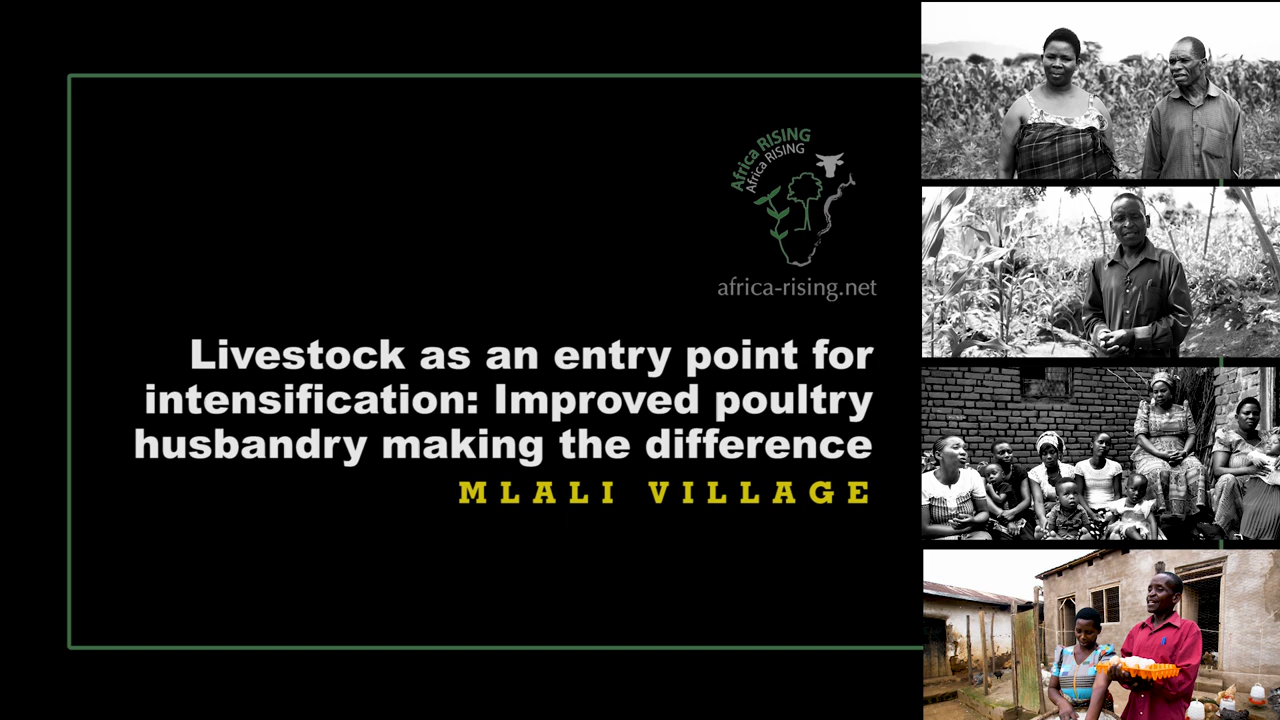 Africa RISING
Africa RISING
africa-rising.net
Livestock as an entry point for
intensification: Improved poultry
husbandry making the difference
MLALI VILLAGE